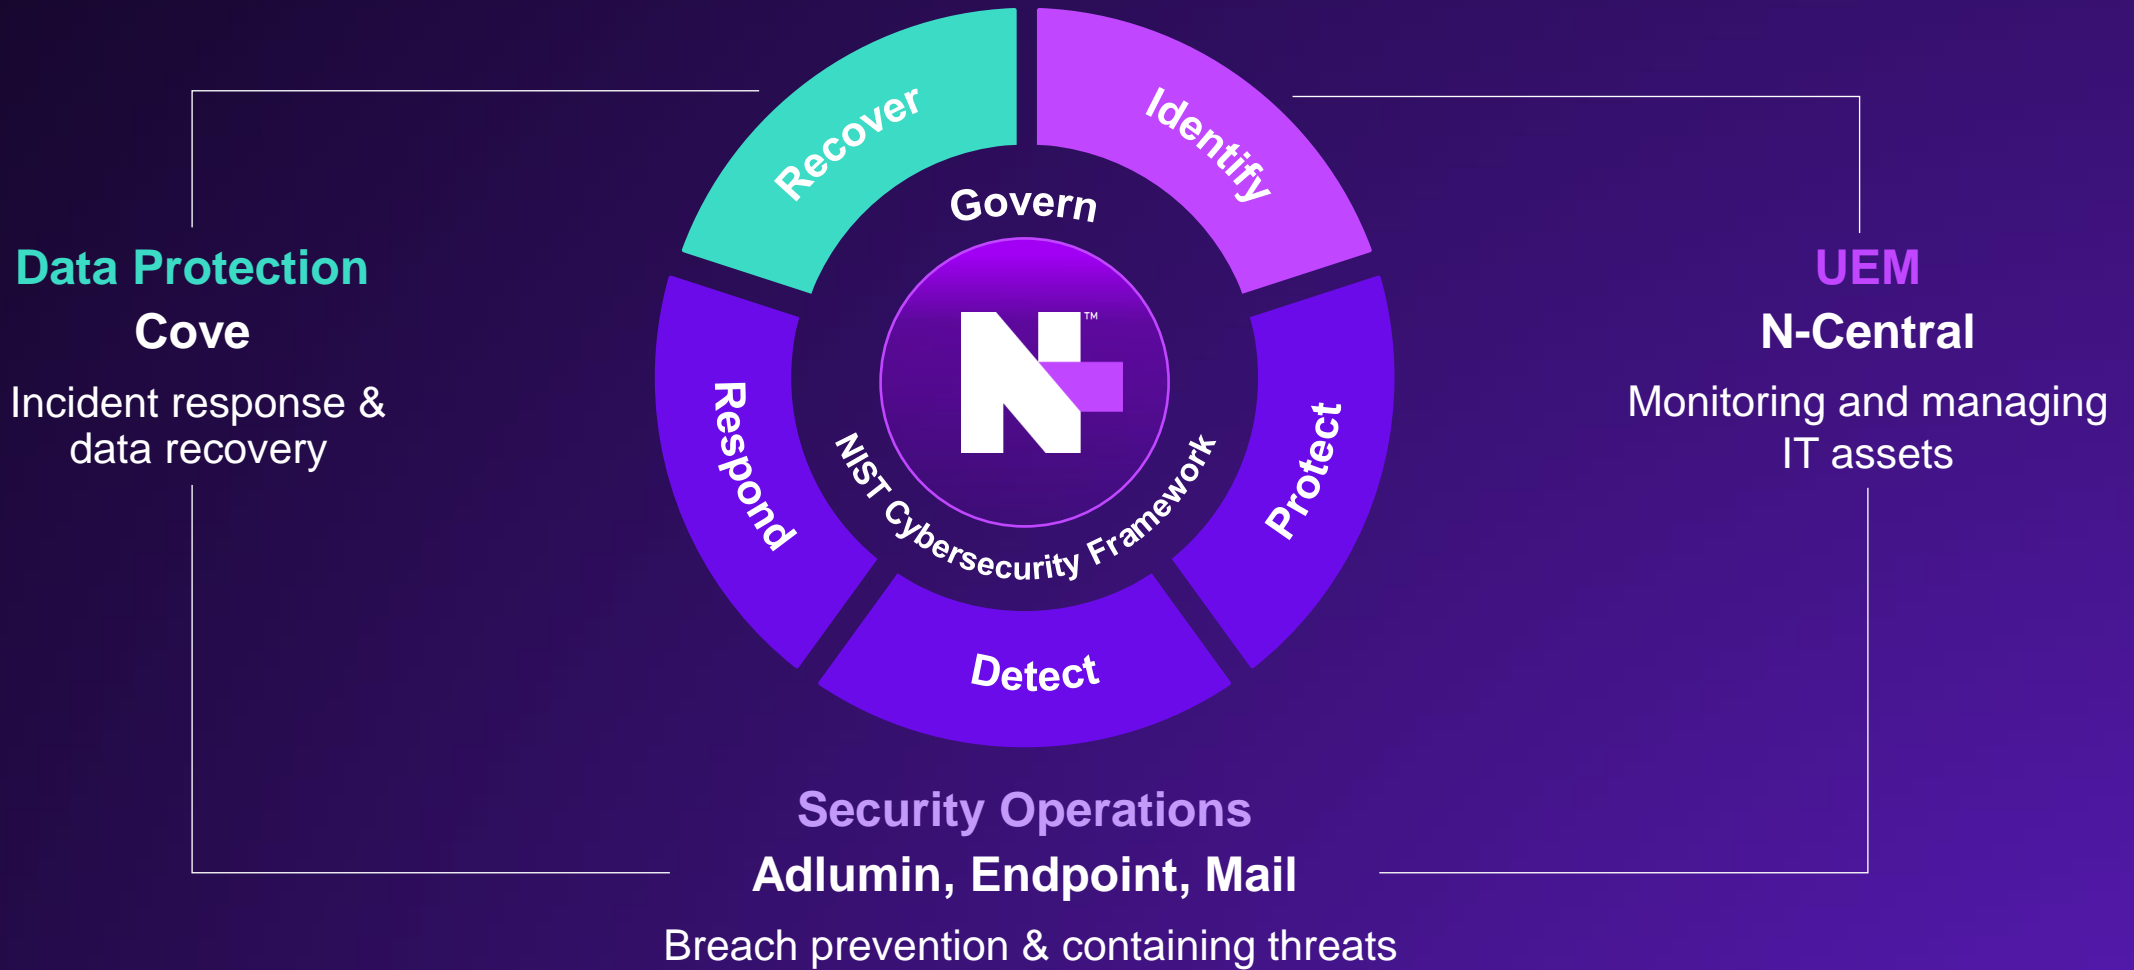 Recover
Identify
Govern
Data Protection
Cove
Incident response &
data recovery
N
™
UEM
N-Central
Monitoring and managing
IT assets
Respond
Protect
NIST Cybersecurity Framework
Detect
Security Operations
Adlumin, Endpoint, Mail
Breach prevention & containing threats